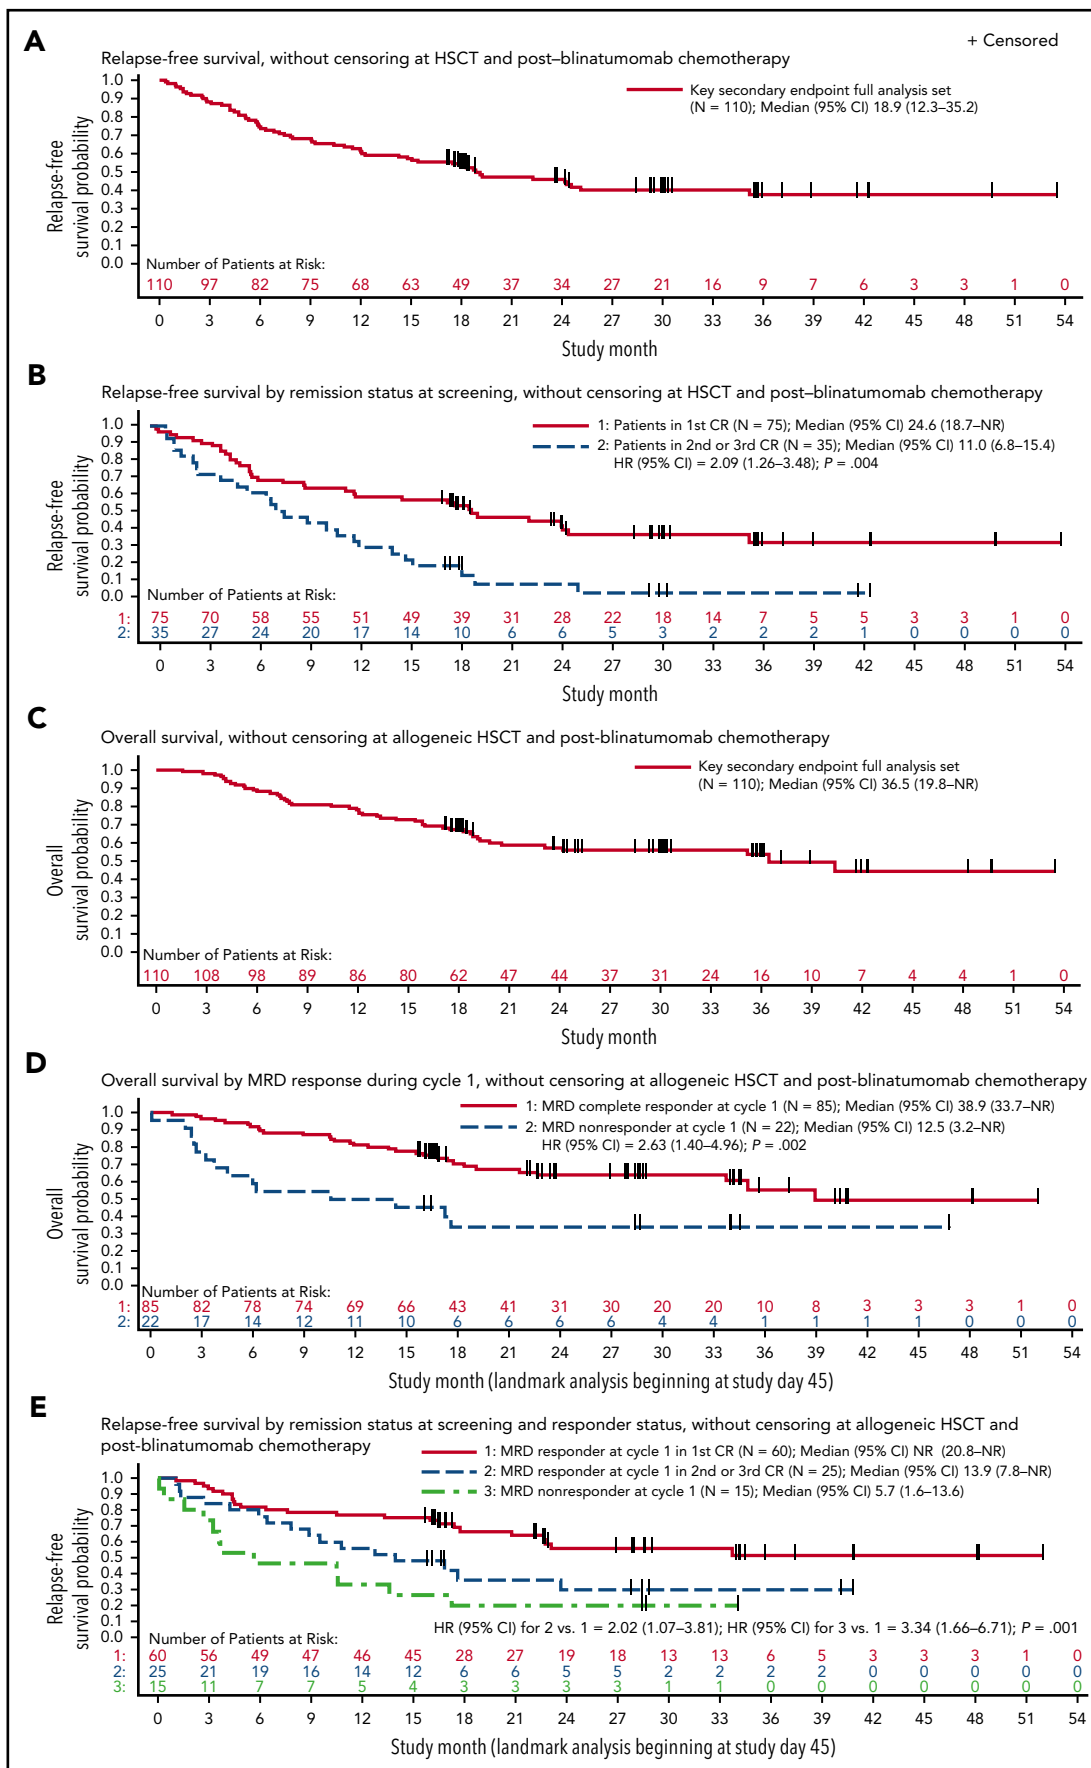 A
+ Censored
Relapse-free survival, without censoring at HSCT and post–blinatumomab chemotherapy
Key secondary endpoint full analysis set
(N = 110); Median (95% CI) 18.9 (12.3–35.2)
Relapse-free
survival probability
1.0
0.9
0.8
0.7
0.6
0.5
0.4
0.3
0.2
0.1
0.0
Number of Patients at Risk:
110 97 82 75 68 63 49 37 34 27 21 16 9 7 6 3 3 1 0
0 3 6 9 12 15 18 21 24 27 30 33 36 39 42 45 48 51 54
Study month
B
Relapse-free survival by remission status at screening, without censoring at HSCT and post–blinatumomab chemotherapy
1: Patients in 1st CR (N = 75); Median (95% CI) 24.6 (18.7–NR)
2: Patients in 2nd or 3rd CR (N = 35); Median (95% CI) 11.0 (6.8–15.4)
HR (95% CI) = 2.09 (1.26–3.48); P = .004
Relapse-free
survival probability
1.0
0.9
0.8
0.7
0.6
0.5
0.4
0.3
0.2
0.1
0.0
Number of Patients at Risk:
1: 75 70 58 55 51 49 39 31 28 22 18 14 7 5 5 3 3 1 0
2: 35 27 24 20 17 14 10 6 6 5 3 2 2 2 1 0 0 0 0
0 3 6 9 12 15 18 21 24 27 30 33 36 39 42 45 48 51 54
Study month
C
Overall survival, without censoring at allogeneic HSCT and post-blinatumomab chemotherapy
Key secondary endpoint full analysis set
(N = 110); Median (95% CI) 36.5 (19.8–NR)
Overall
survival probability
1.0
0.9
0.8
0.7
0.6
0.5
0.4
0.3
0.2
0.1
0.0
Number of Patients at Risk:
110 108 98 89 86 80 62 47 44 37 31 24 16 10 7 4 4 1 0
0 3 6 9 12 15 18 21 24 27 30 33 36 39 42 45 48 51 54
Study month
D
Overall survival by MRD response during cycle 1, without censoring at allogeneic HSCT and post-blinatumomab chemotherapy
1: MRD complete responder at cycle 1 (N = 85); Median (95% CI) 38.9 (33.7–NR)
2: MRD nonresponder at cycle 1 (N = 22); Median (95% CI) 12.5 (3.2–NR)
HR (95% CI) = 2.63 (1.40–4.96); P = .002
Overall
survival probability
1.0
0.9
0.8
0.7
0.6
0.5
0.4
0.3
0.2
0.1
0.0
Number of Patients at Risk:
1: 85 82 78 74 69 66 43 41 31 30 20 20 10 8 3 3 3 1 0
2: 22 17 14 12 11 10 6 6 6 6 4 4 1 1 1 1 0 0 0
0 3 6 9 12 15 18 21 24 27 30 33 36 39 42 45 48 51 54
Study month (landmark analysis beginning at study day 45)
E
Relapse-free survival by remission status at screening and responder status, without censoring at allogeneic HSCT and
post-blinatumomab chemotherapy
1: MRD responder at cycle 1 in 1st CR (N = 60); Median (95% CI) NR (20.8–NR)
2: MRD responder at cycle 1 in 2nd or 3rd CR (N = 25); Median (95% CI) 13.9 (7.8–NR)
3: MRD nonresponder at cycle 1 (N = 15); Median (95% CI) 5.7 (1.6–13.6)
Relapse-free
survival probability
1.0
0.9
0.8
0.7
0.6
0.5
0.4
0.3
0.2
0.1
0.0
HR (95% CI) for 2 vs. 1 = 2.02 (1.07–3.81); HR (95% CI) for 3 vs. 1 = 3.34 (1.66–6.71); P = .001
Number of Patients at Risk:
1: 60 56 49 47 46 45 28 27 19 18 13 13 6 5 3 3 3 1 0
2: 25 21 19 16 14 12 6 6 5 5 2 2 2 2 0 0 0 0 0
3: 15 11 7 7 5 4 3 3 3 3 1 1 0 0 0 0 0 0 0
0 3 6 9 12 15 18 21 24 27 30 33 36 39 42 45 48 51 54
Study month (landmark analysis beginning at study day 45)